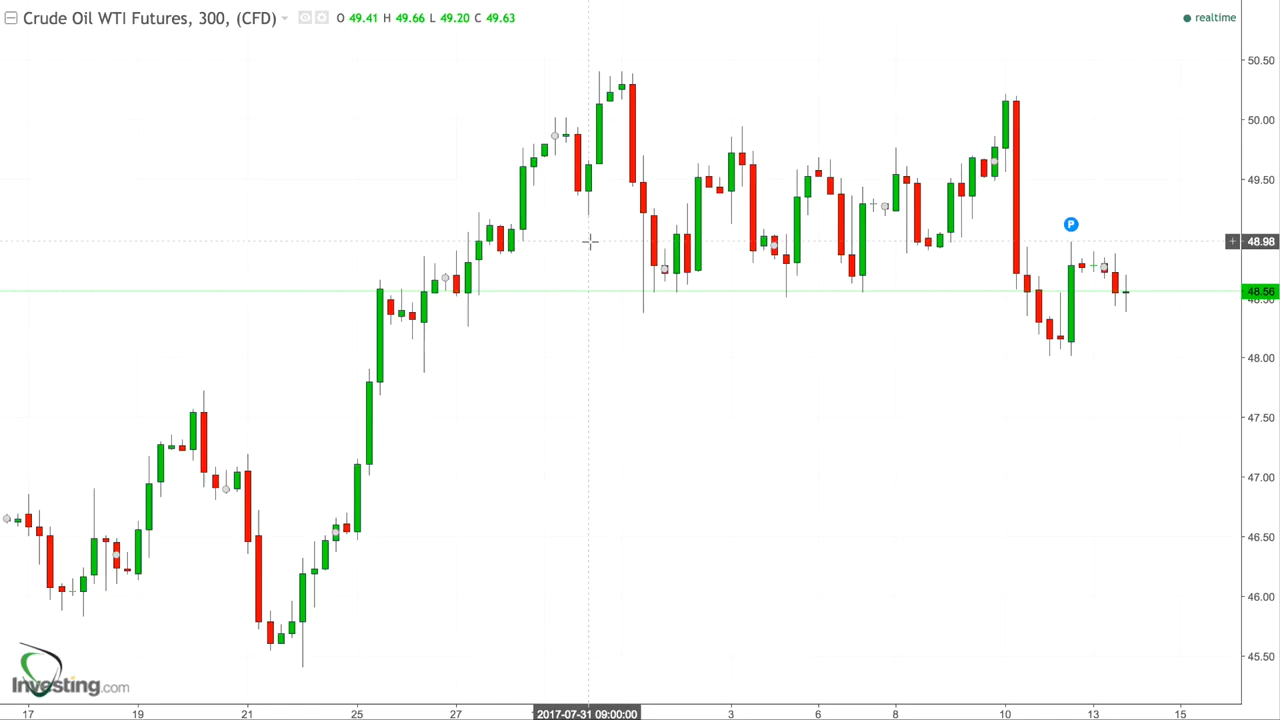 Crude Oil WTI Futures, 300, (CFD) O 49.41 H 49.66 L 49.20 C 49.63
realtime
50.50
50.00
49.50
48.98
48.56
48.00
47.50
47.00
46.50
46.00
45.50
P
Investing.com
17 19 21 25 27 2017-07-31 09:00:00 3 6 8 10 13 15